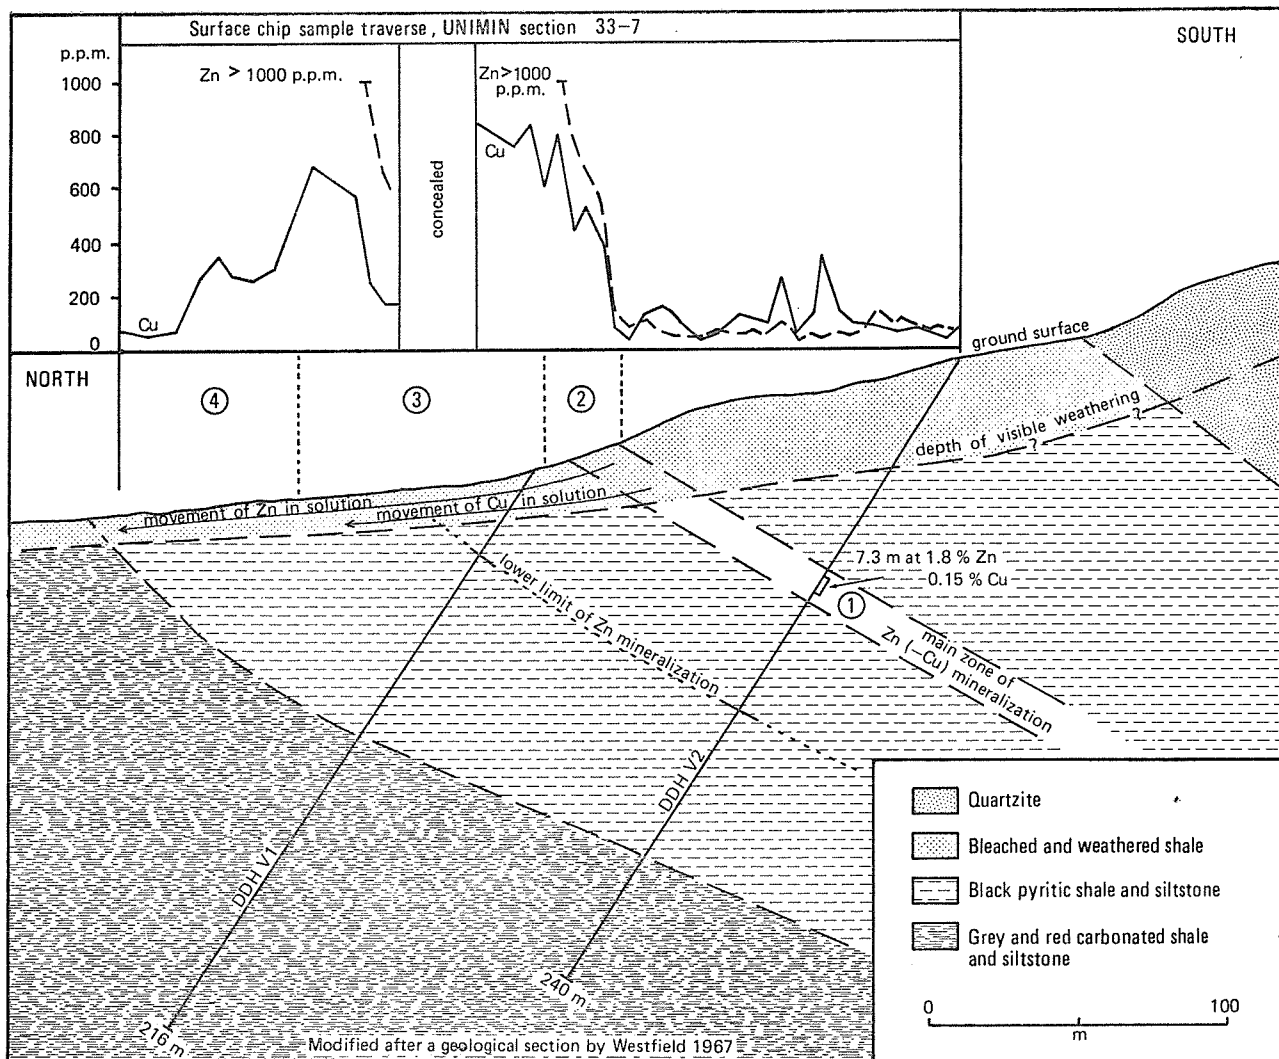 Surface chip sample traverse, UNIMIN section 33-7
SOUTH
p.p.m.
1000
800
600
400
200
0
Zn > 1000 p.p.m.
Cu
concealed
Zn>1000
p.p.m.
Cu
NORTH
④
③
②
ground surface
depth of visible weathering
?
?
movement of Zn in solution
movement of Cu in solution
7.3 m at 1.8 % Zn
0.15 % Cu
①
lower limit of Zn mineralization
main zone of
Zn (-Cu) mineralization
DDH V1
216 m
DDH V2
240 m.
Quartzite
Bleached and weathered shale
Black pyritic shale and siltstone
Grey and red carbonated shale
and siltstone
0
100
m
Modified after a geological section by Westfield 1967